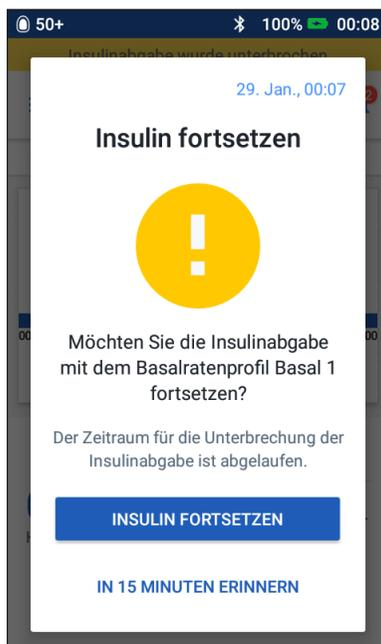 50+ 100% 00:08
Insulinabgabe wurde unterbrochen
29. Jan., 00:07
2
Insulin fortsetzen
!
Möchten Sie die Insulinabgabe
mit dem Basalratenprofil Basal 1
fortsetzen?
Der Zeitraum für die Unterbrechung der
Insulinabgabe ist abgelaufen.
INSULIN FORTSETZEN
IN 15 MINUTEN ERINNERN